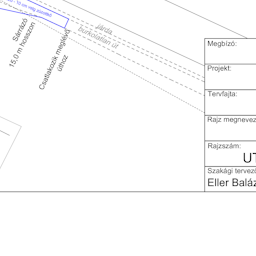 Sárrázó
15,0 m hosszon
Csatlakozik meglévő
úthoz
járda
burkolatlan út
Megbízó:
Projekt:
Tervfajta:
Rajz megnevez
Rajzszám:
UT
Szakági tervező
Eller Baláz